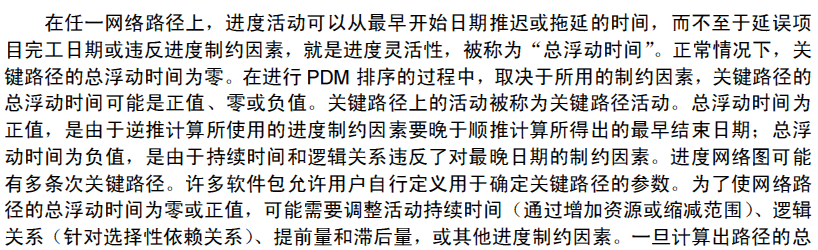 在任一网络路径上，进度活动可以从最早开始日期推迟或拖延的时间，而不至于延误项
目完工日期或违反进度制约因素，就是进度灵活性，被称为“总浮动时间”。正常情况下，关
键路径的总浮动时间为零。在进行 PDM 排序的过程中，取决于所用的制约因素，关键路径的
总浮动时间可能是正值、零或负值。关键路径上的活动被称为关键路径活动。总浮动时间为
正值，是由于逆推计算所使用的进度制约因素要晚于顺推计算所得出的最早结束日期；总浮
动时间为负值，是由于持续时间和逻辑关系违反了对最晚日期的制约因素。进度网络图可能
有多条次关键路径。许多软件包允许用户自行定义用于确定关键路径的参数。为了使网络路
径的总浮动时间为零或正值，可能需要调整活动持续时间（通过增加资源或缩减范围）、逻辑
关系（针对选择性依赖关系）、提前量和滞后量，或其他进度制约因素。一旦计算出路径的总